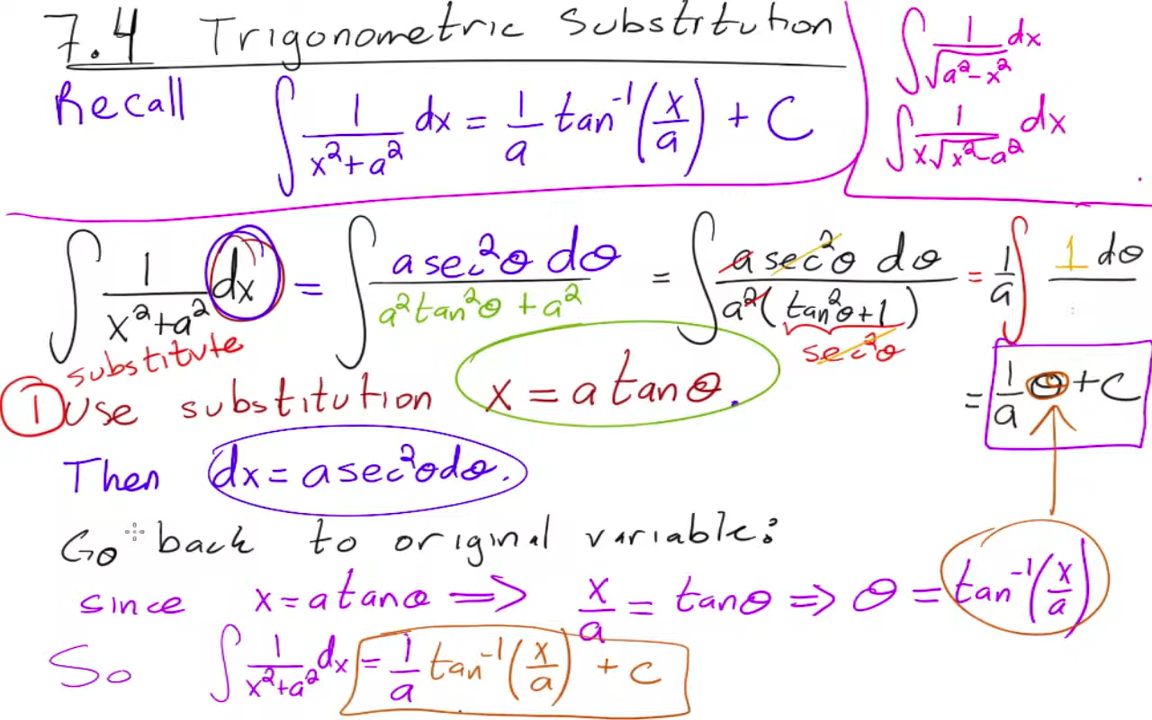 7.4 Trigonometric Substitution
∫ 1/√(a²-x²) dx
Recall ∫ 1/(x²+a²) dx = 1/a tan⁻¹(x/a) + C
∫ 1/(x√(x²-a²)) dx
∫ 1/(x²+a²) dx = ∫ (a sec²θ dθ)/(a²tan²θ + a²) = ∫ (a sec²θ dθ)/(a²(tan²θ+1)) = 1/a ∫ 1 dθ
sec²θ
substitute
① Use substitution x = a tanθ.
= 1/a θ + C
Then dx = a sec²θ dθ.
Go back to original variable:
since x = a tanθ ⟹ x/a = tanθ ⟹ θ = tan⁻¹(x/a)
So ∫ 1/(x²+a²) dx = 1/a tan⁻¹(x/a) + C